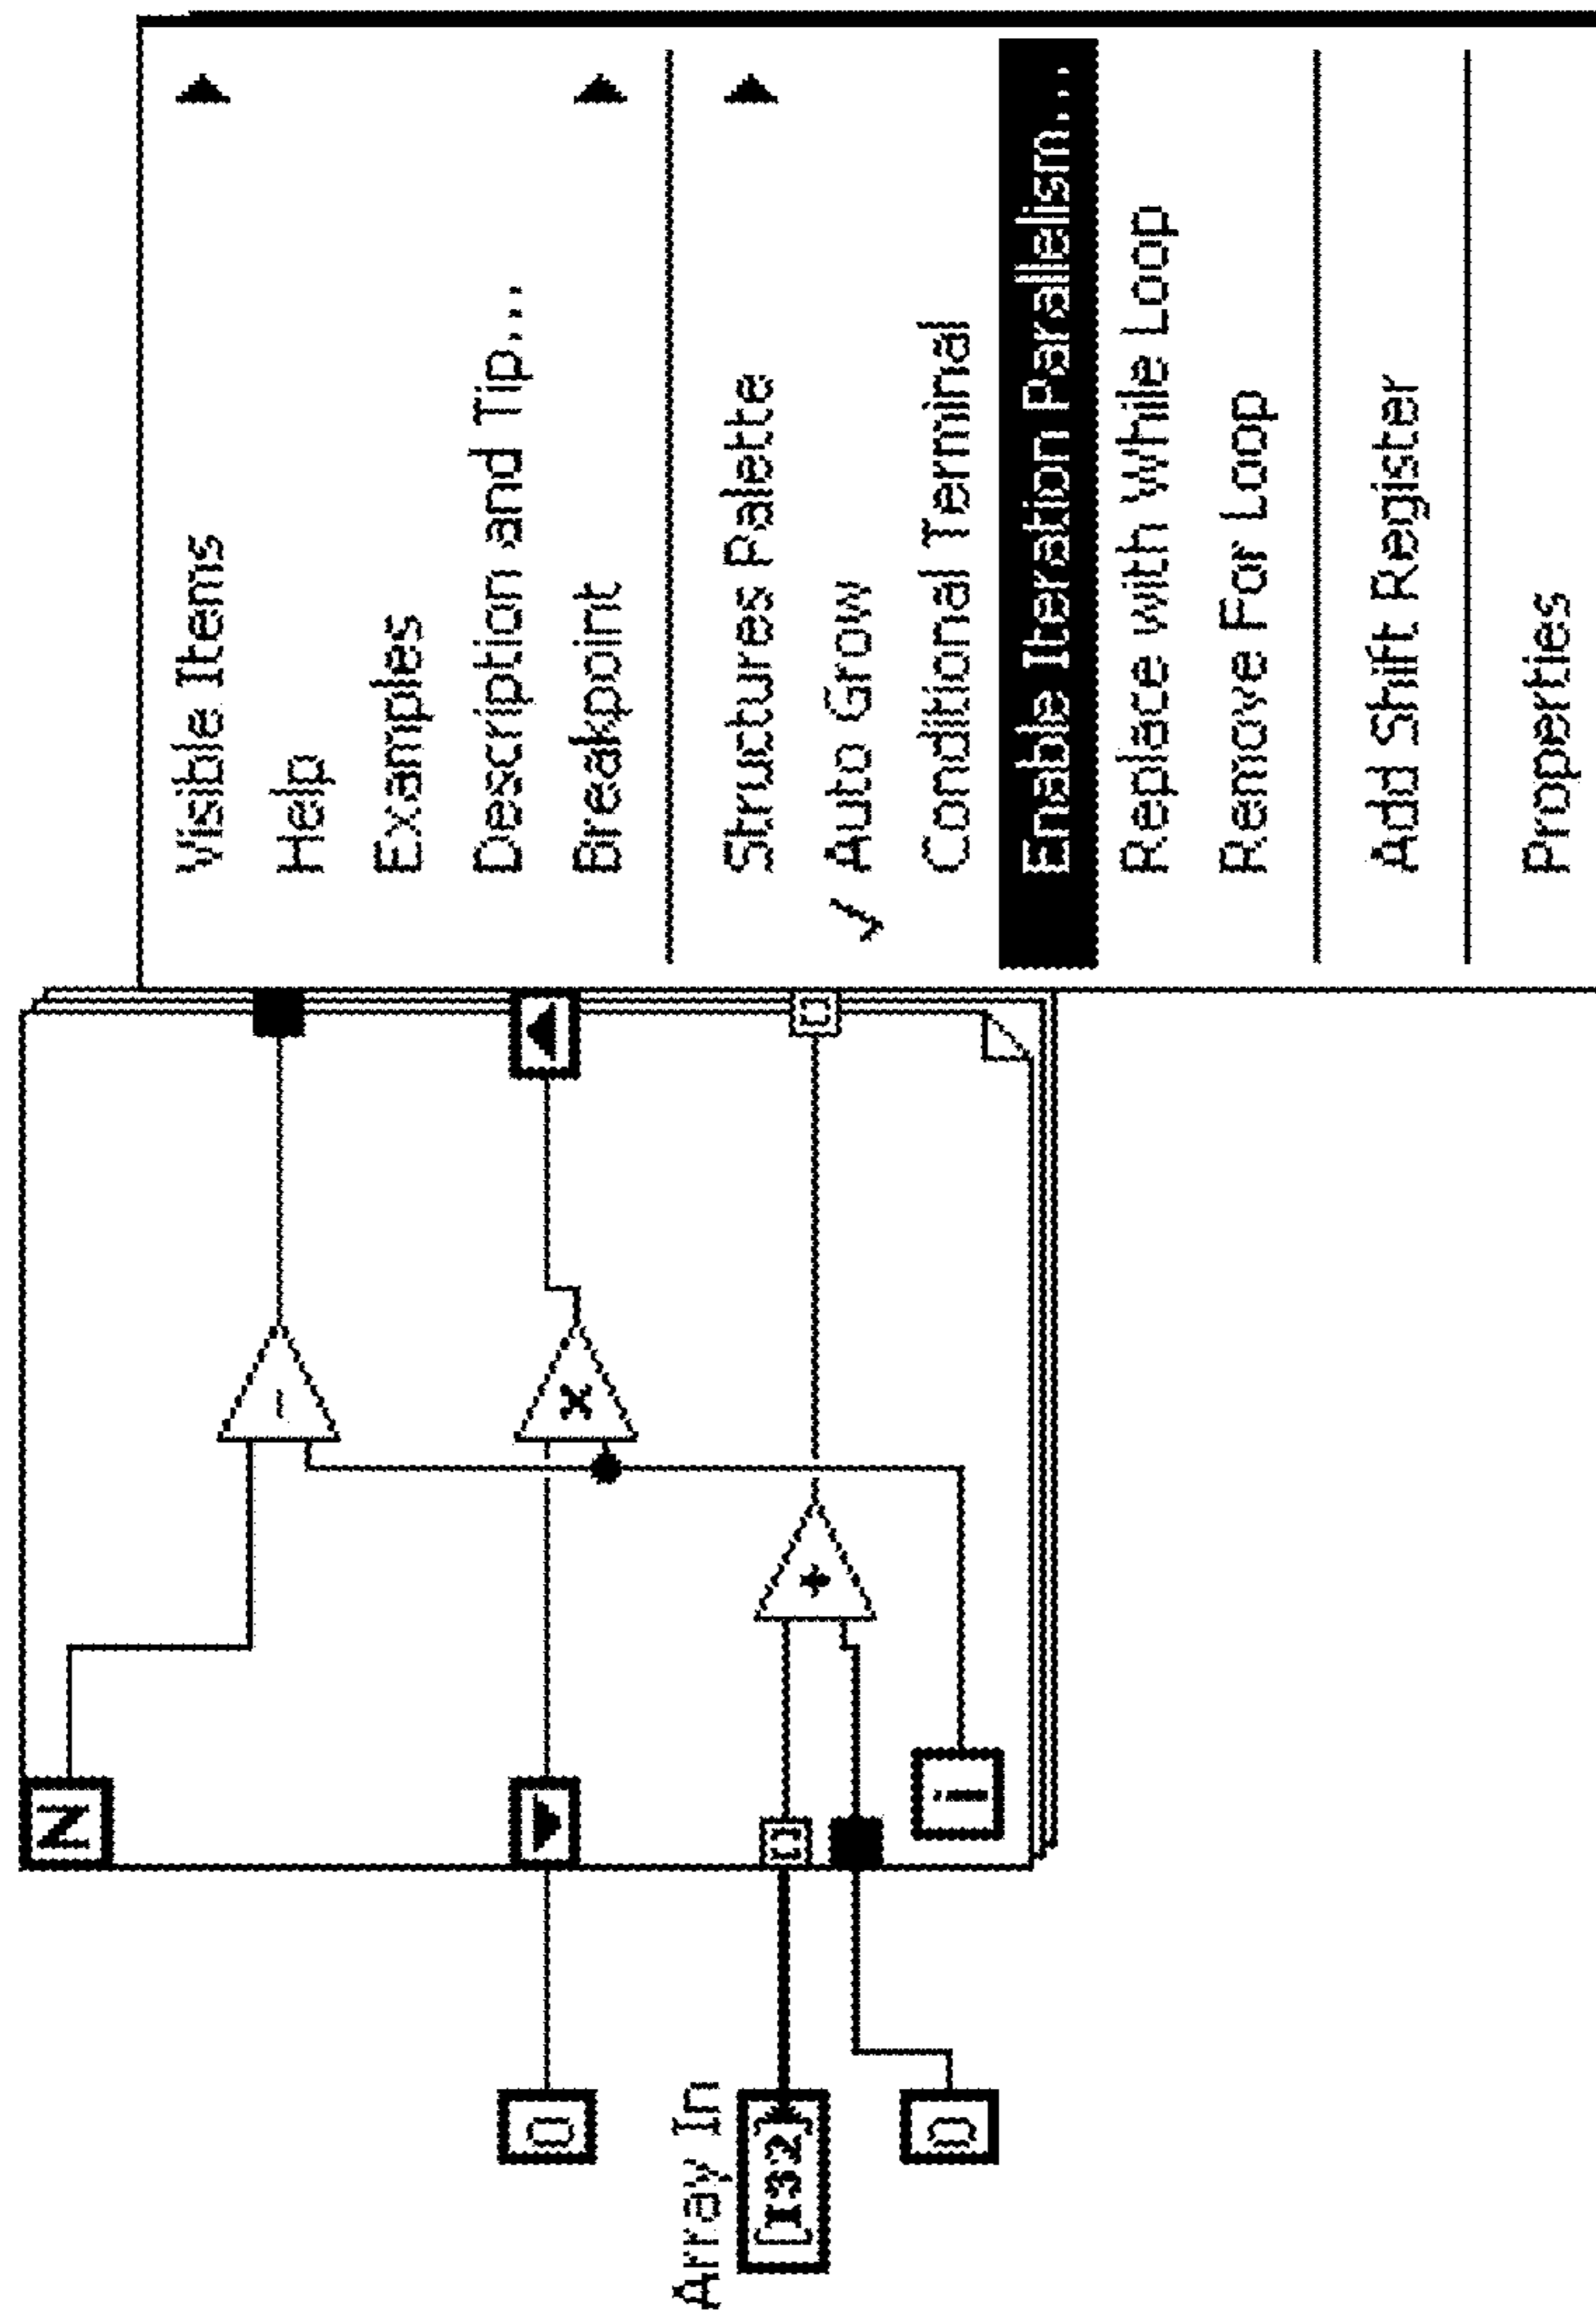 N
-
0
x
Array In
[I32]
+
i
Visible Items
Help
Examples
Description and Tip...
Breakpoint
Structures Palette
✓ Auto Grow
Conditional Terminal
Enable Iteration Parallelism...
Replace with While Loop
Remove For Loop
Add Shift Register
Properties